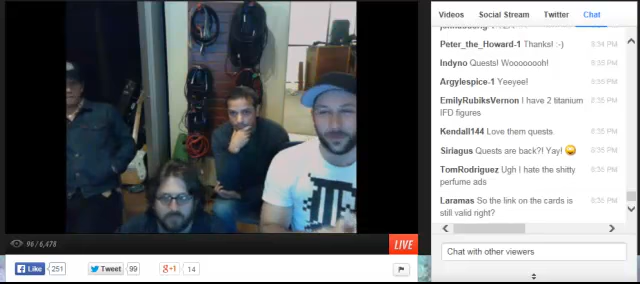 Videos Social Stream Twitter Chat
Peter_the_Howard-1 Thanks! :-) 8:34 PM
Indyno Quests! Wooooooooh! 8:35 PM
Argylespice-1 Yeeyee! 8:35 PM
EmilyRubiksVernon I have 2 titanium 8:35 PM
IFD figures
Kendall144 Love them quests 8:35 PM
Siriagus Quests are back?! Yay! 8:35 PM
TomRodriguez Ugh I hate the shitty 8:35 PM
perfume ads
Laramas So the link on the cards is 8:35 PM
still valid right?
Chat with other viewers
96 / 6,478 LIVE
Like 251 Tweet 99 g+1 14